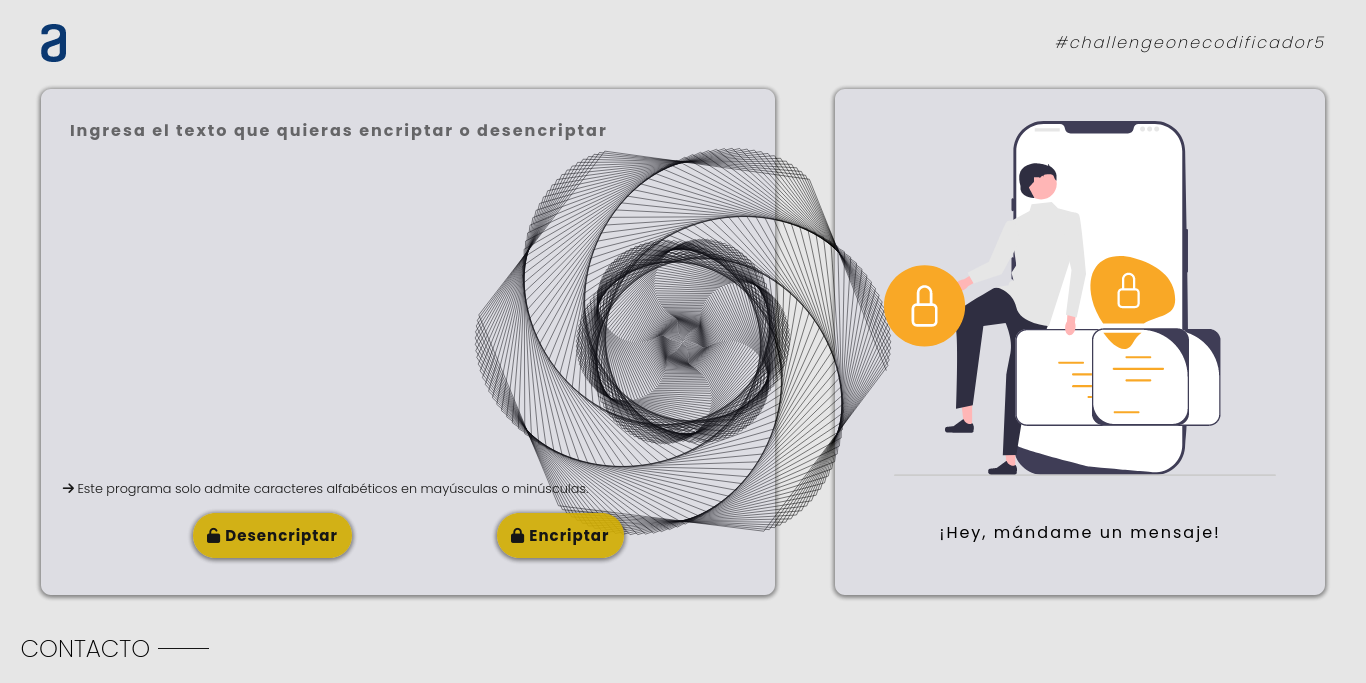 a
#challengeonecodificador5
Ingresa el texto que quieras encriptar o desencriptar
Este programa solo admite caracteres alfabéticos en mayúsculas o minúsculas.
Desencriptar
Encriptar
¡Hey, mándame un mensaje!
CONTACTO